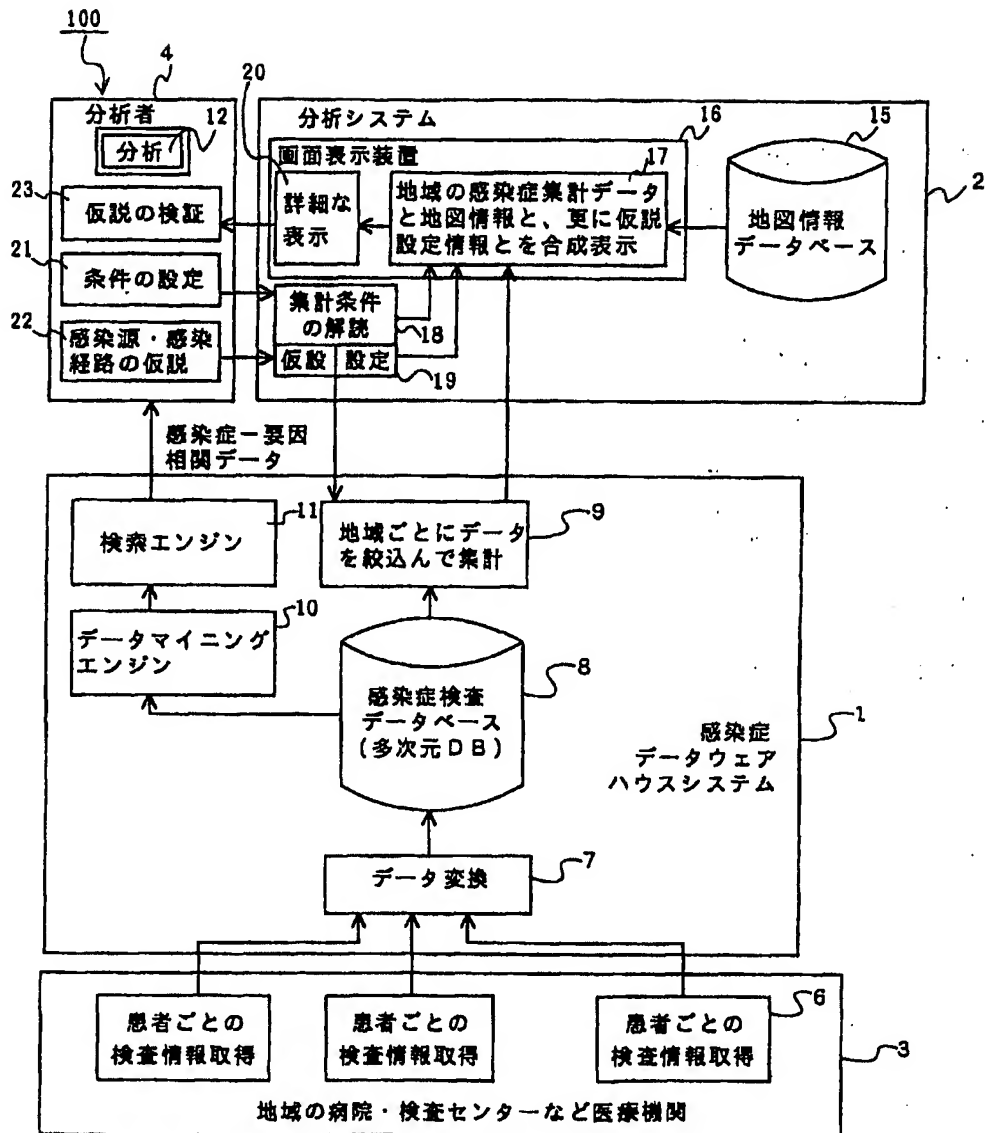 100
4
分析者
12
分析
23
仮説の検証
21
条件の設定
22
感染源・感染
経路の仮説
20
分析システム
16
画面表示装置
詳細な
表示
17
地域の感染症集計データ
と地図情報と、更に仮説
設定情報とを合成表示
15
地図情報
データベース
2
集計条件
の解読
18
仮設
設定
19
感染症－要因
相関データ
11
検索エンジン
9
地域ごとにデータ
を絞込んで集計
10
データマイニング
エンジン
8
感染症検査
データベース
(多次元DB)
1
感染症
データウェア
ハウスシステム
7
データ変換
患者ごとの
検査情報取得
患者ごとの
検査情報取得
6
患者ごとの
検査情報取得
3
地域の病院・検査センターなど医療機関